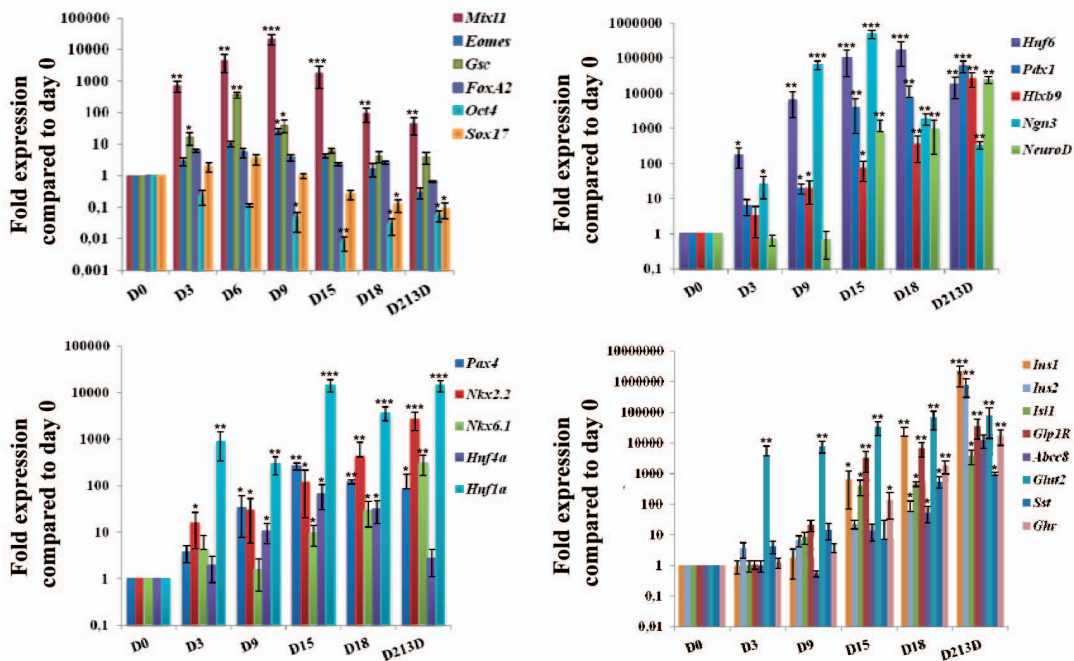 Fold expression
compared to day 0
100000
10000
1000
100
10
1
0,1
0,01
0,001
** * ** ** *** * * *** ** ** * * ** * *
D0
D3
D6
D9
D15
D18
D213D
Mixl1
Eomes
Gsc
FoxA2
Oct4
Sox17
Fold expression
compared to day 0
1000000
100000
10000
1000
100
10
1
0,1
D0
D3
D9
D15
D18
D213D
Hnf6
Pdx1
Hlxb9
Ngn3
NeuroD
Fold expression
compared to day 0
100000
10000
1000
100
10
1
0,1
D0
D3
D9
D15
D18
D213D
Pax4
Nkx2.2
Nkx6.1
Hnf4a
Hnf1a
Fold expression
compared to day 0
10000000
1000000
100000
10000
1000
100
10
1
0,1
0,01
D0
D3
D9
D15
D18
D213D
Ins1
Ins2
Isl1
Glp1R
Abcc8
Glut2
Sst
Ghr